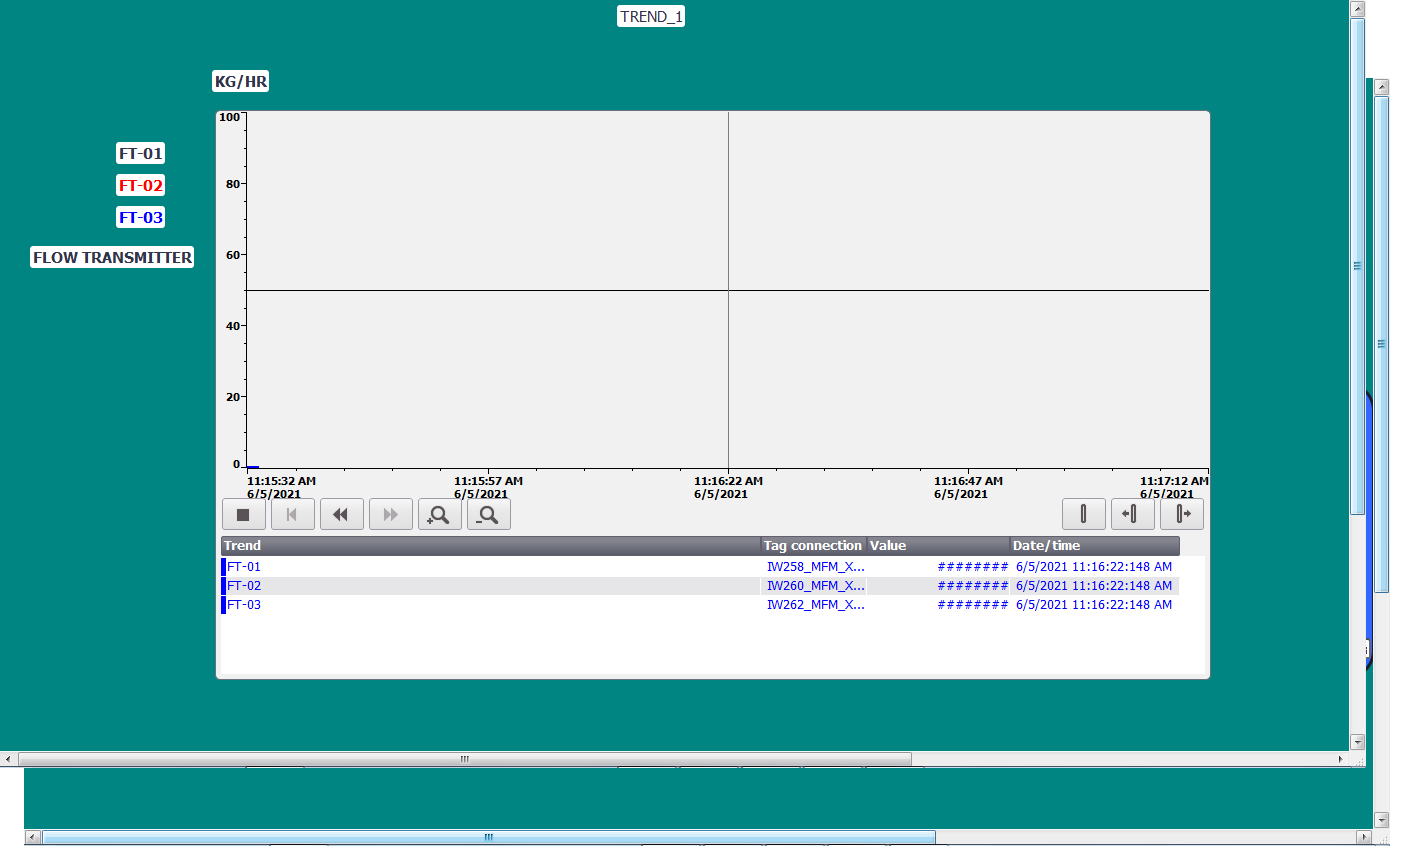 TREND_1
KG/HR
FT-01
FT-02
FT-03
FLOW TRANSMITTER
100
80
60
40
20
0
11:15:32 AM 11:15:57 AM 11:16:22 AM 11:16:47 AM 11:17:12 AM
6/5/2021 6/5/2021 6/5/2021 6/5/2021 6/5/2021
Trend Tag connection Value Date/time
FT-01 IW258_MFM_X... ######## 6/5/2021 11:16:22:148 AM
FT-02 IW260_MFM_X... ######## 6/5/2021 11:16:22:148 AM
FT-03 IW262_MFM_X... ######## 6/5/2021 11:16:22:148 AM